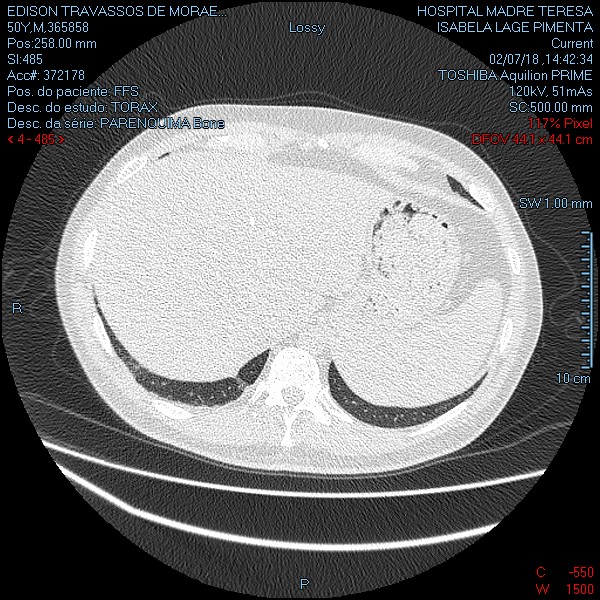 EDISON TRAVASSOS DE MORAE...
50Y,M,365858
Pos:258.00 mm
SI:485
Acc#: 372178
Pos. do paciente: FFS
Desc. do estudo: TORAX
Desc. da série: PARENQUIMA Bone
< 4 - 485 >
Lossy
HOSPITAL MADRE TERESA
ISABELA LAGE PIMENTA
Current
02/07/18 ,14:42:34
TOSHIBA Aquilion PRIME
120kV, 51mAs
SC:500.00 mm
117% Pixel
DFOV 44.1 x 44.1 cm
SW 1.00 mm
R
10 cm
P
C -550
W 1500